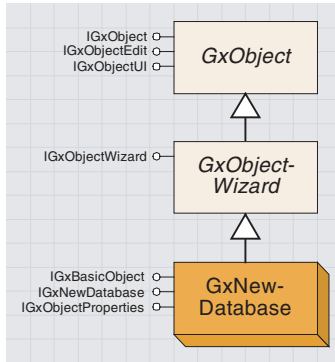 IGxObject
IGxObjectEdit
IGxObjectUI
GxObject
IGxObjectWizard
GxObject-
Wizard
IGxBasicObject
IGxNewDatabase
IGxObjectProperties
GxNew-
Database